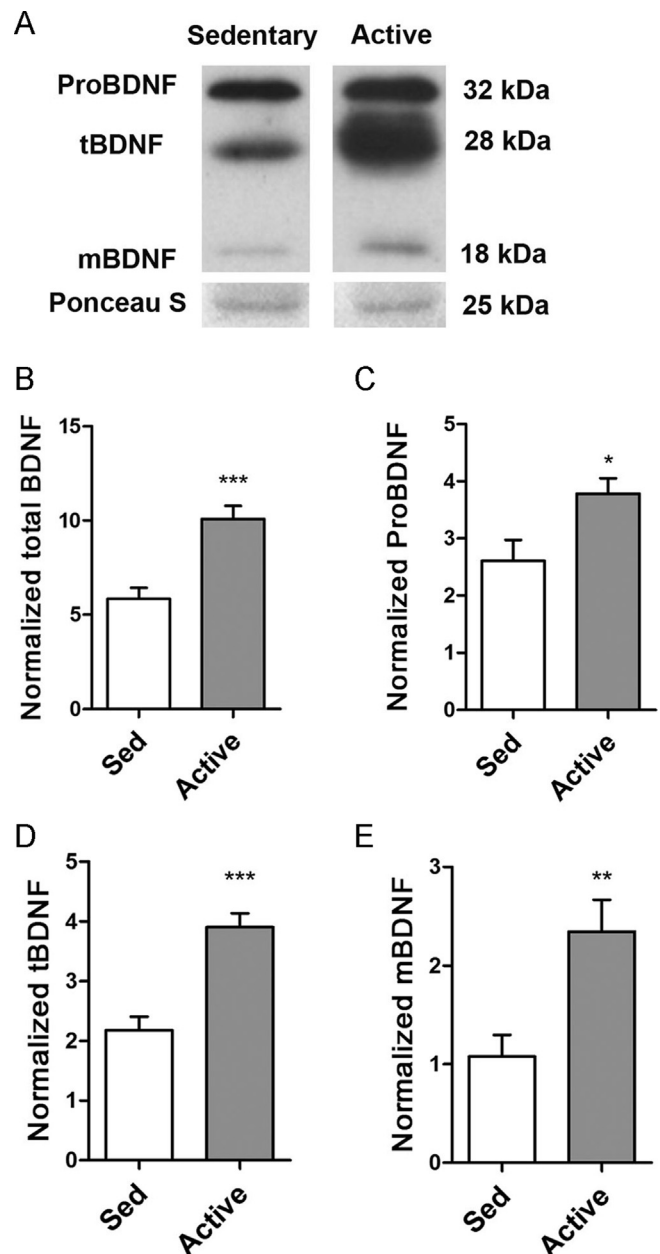 A
Sedentary Active
ProBDNF 32 kDa
tBDNF 28 kDa
mBDNF 18 kDa
Ponceau S 25 kDa
B
Normalized total BDNF
15
10
5
0
***
Sed Active
C
Normalized ProBDNF
5
4
3
2
1
0
*
Sed Active
D
Normalized tBDNF
5
4
3
2
1
0
***
Sed Active
E
Normalized mBDNF
3
2
1
0
**
Sed Active